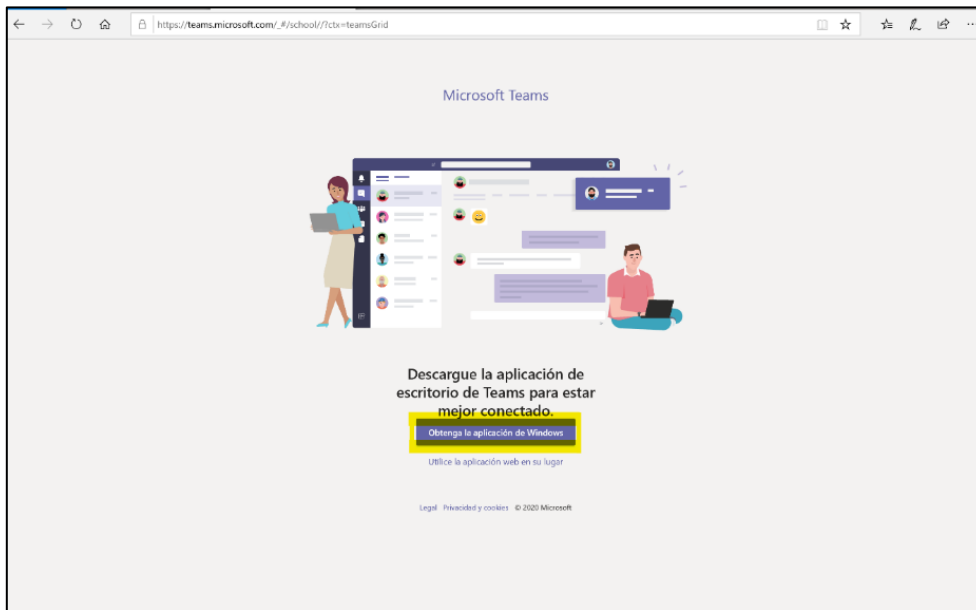 https://teams.microsoft.com/_#/school//?ctx=teamsGrid
Microsoft Teams
Descargue la aplicación de
escritorio de Teams para estar
mejor conectado.
Obtenga la aplicación de Windows
Utilice la aplicación web en su lugar
Legal Privacidad y cookies © 2020 Microsoft